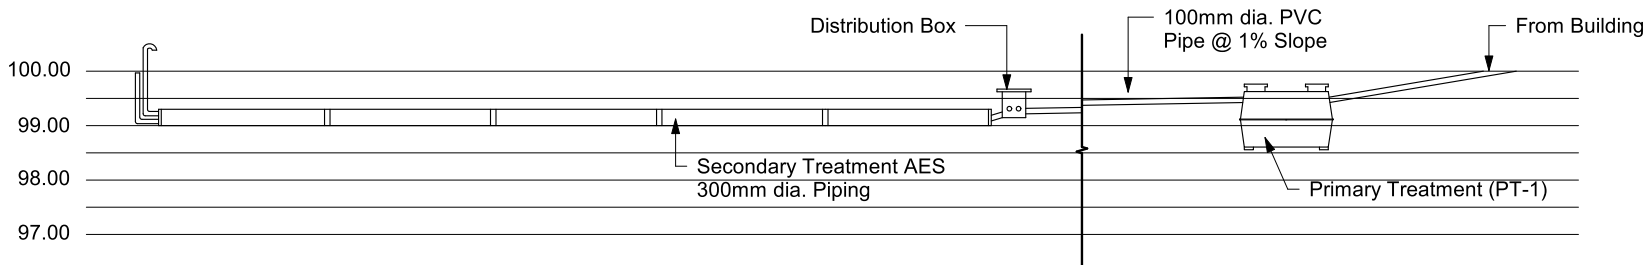 Distribution Box
100mm dia. PVC
Pipe @ 1% Slope
From Building
100.00
99.00
98.00
97.00
Secondary Treatment AES
300mm dia. Piping
Primary Treatment (PT-1)